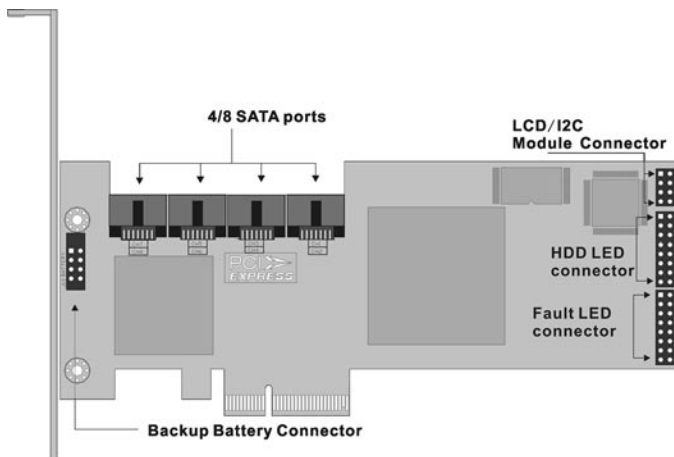 4/8 SATA ports
LCD/I2C
Module Connector
HDD LED
connector
PCI
EXPRESS
Fault LED
connector
Backup Battery Connector